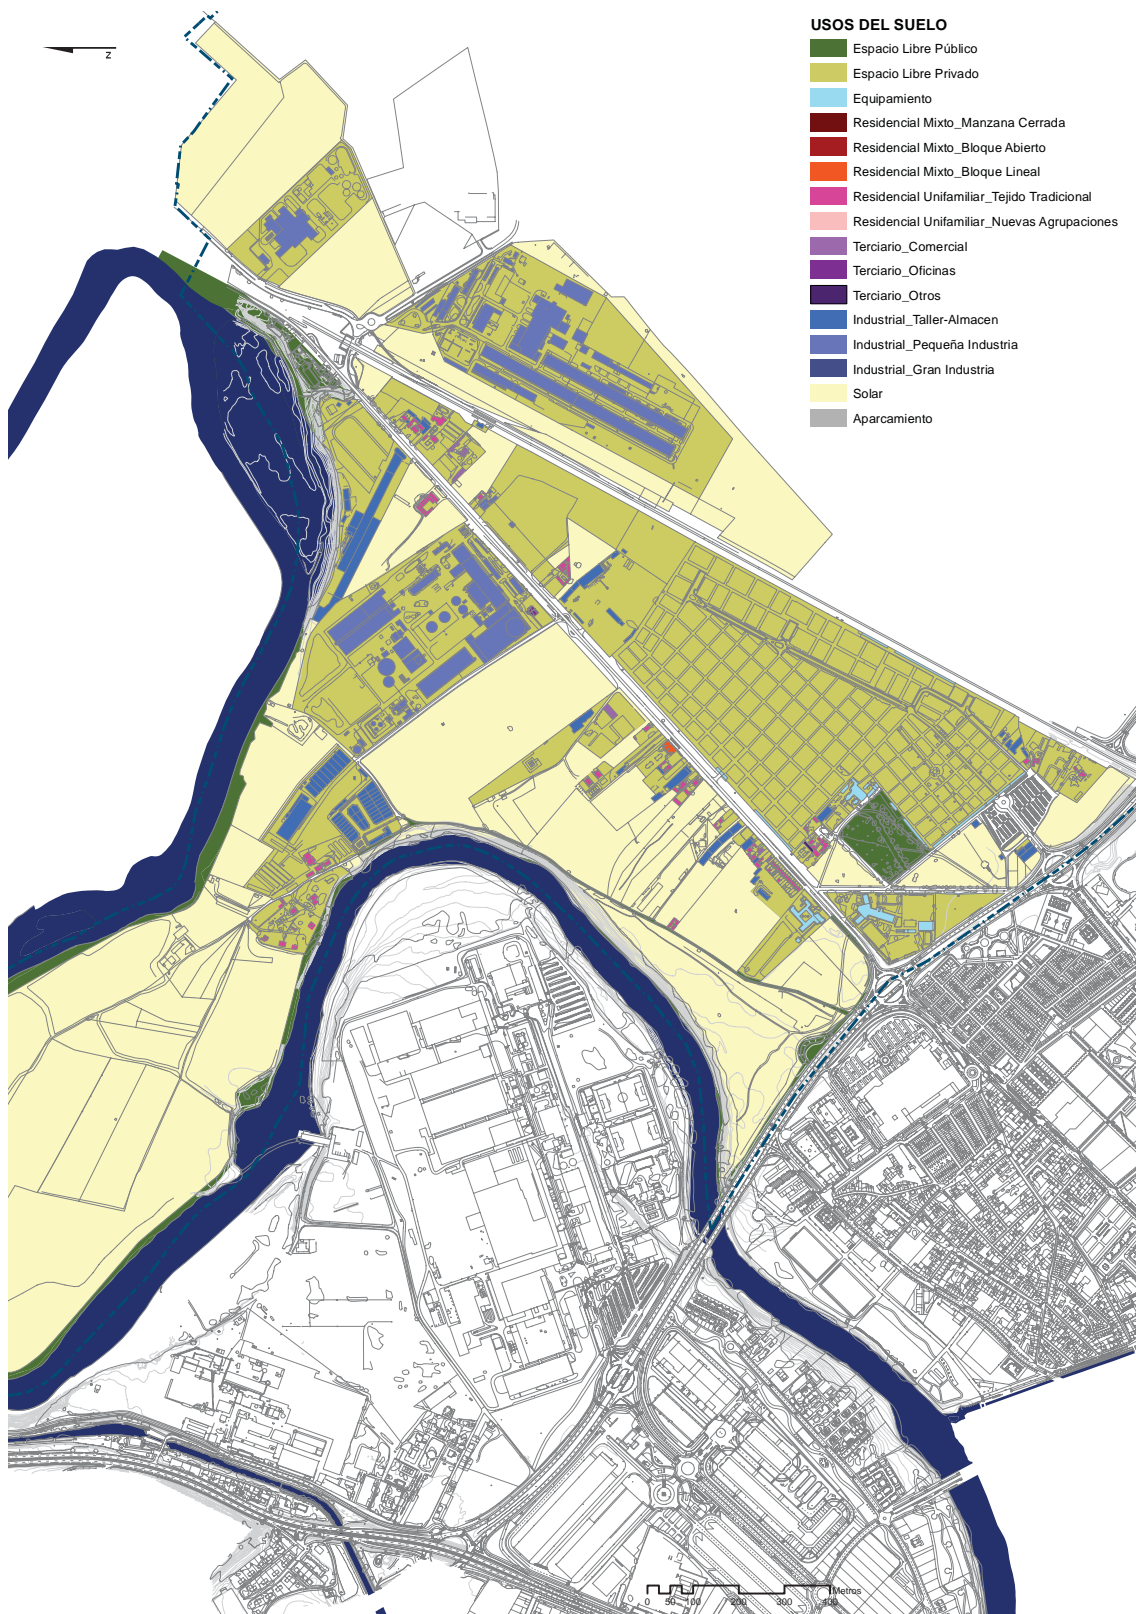 USOS DEL SUELO
Espacio Libre Público
Espacio Libre Privado
Equipamiento
Residencial Mixto_Manzana Cerrada
Residencial Mixto_Bloque Abierto
Residencial Mixto_Bloque Lineal
Residencial Unifamiliar_Tejido Tradicional
Residencial Unifamiliar_Nuevas Agrupaciones
Terciario_Comercial
Terciario_Oficinas
Terciario_Otros
Industrial_Taller-Almacen
Industrial_Pequeña Industria
Industrial_Gran Industria
Solar
Aparcamiento
N
Metros
0 50 100 200 300 400